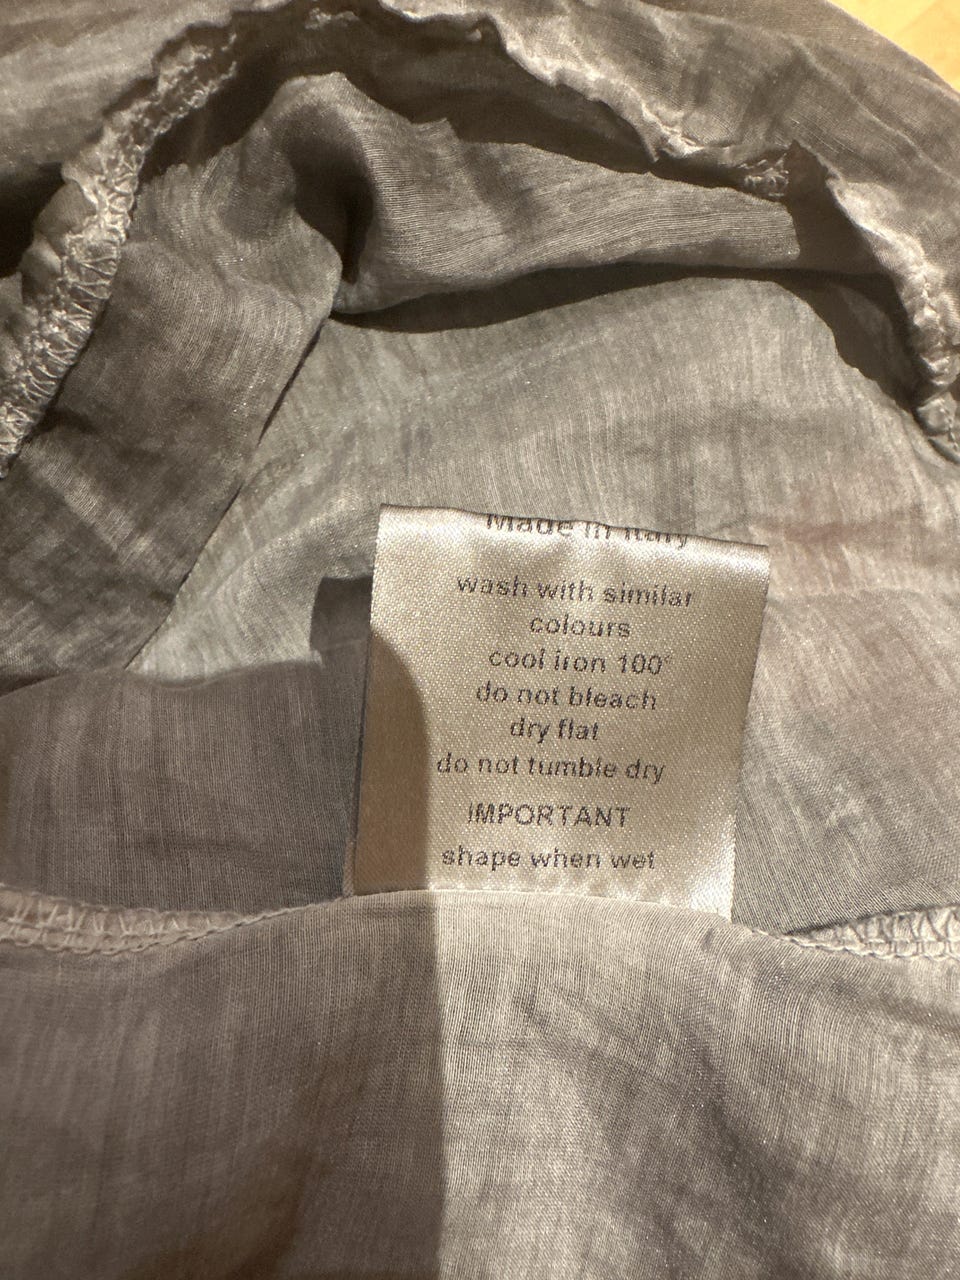 Made in Italy
wash with similar
colours
cool iron 100°
do not bleach
dry flat
do not tumble dry
IMPORTANT
shape when wet